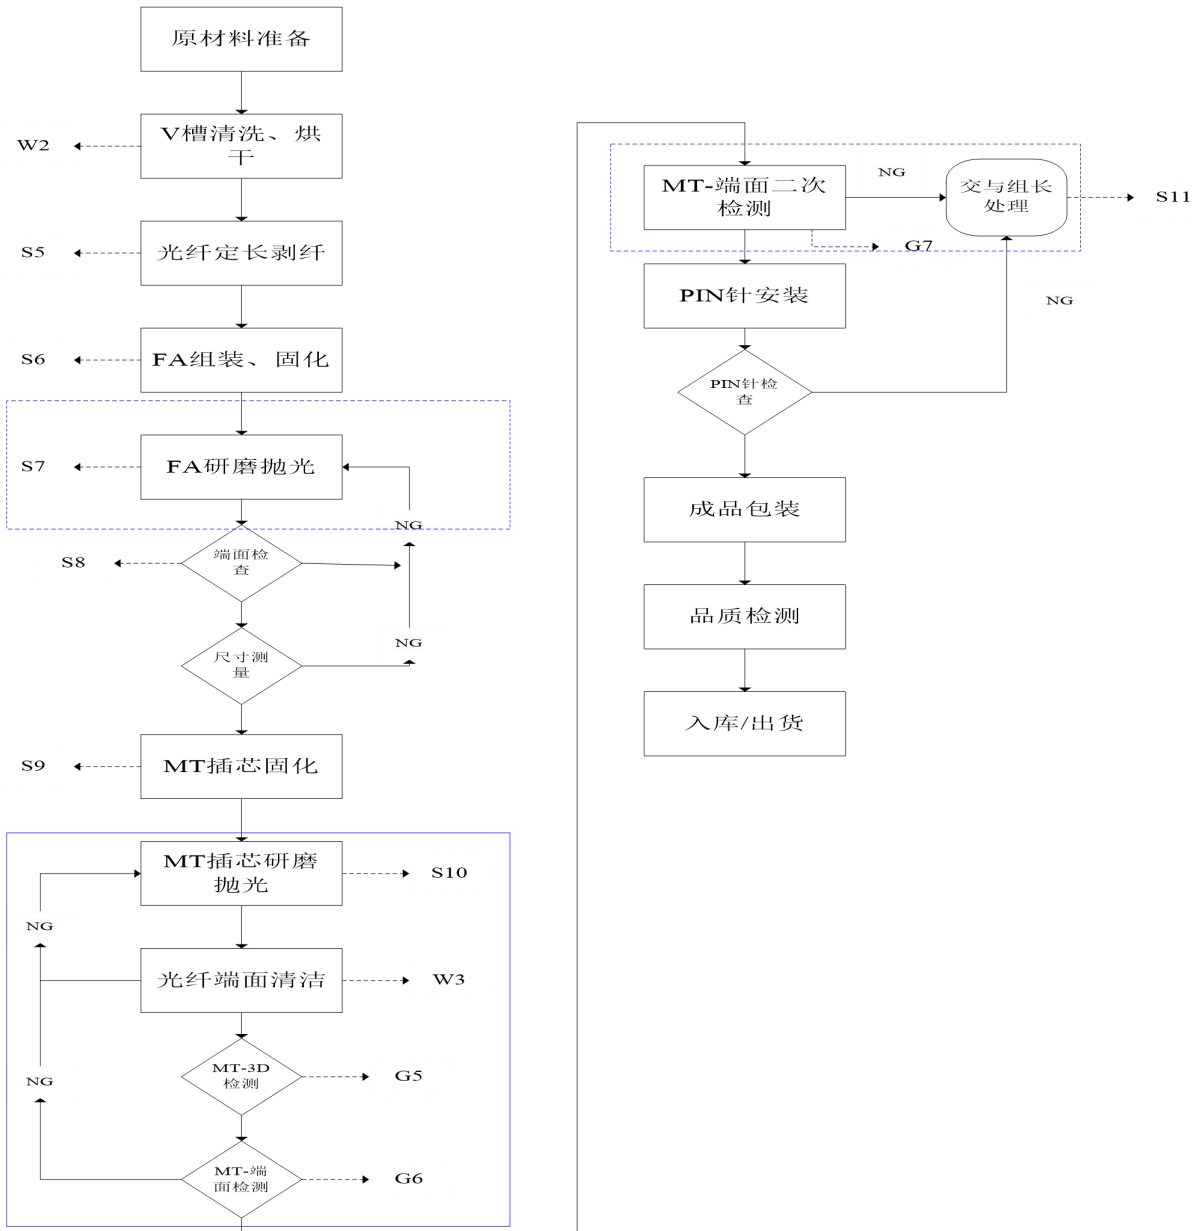 原材料准备
W2
V槽清洗、烘
干
S5
光纤定长剥纤
S6
FA组装、固化
S7
FA研磨抛光
NG
S8
端面检
查
NG
尺寸测
量
S9
MT插芯固化
MT插芯研磨
抛光
S10
NG
光纤端面清洁
W3
MT-3D
检测
G5
NG
MT-端
面检测
G6
MT-端面二次
检测
NG
交与组长
处理
S11
G7
PIN针安装
NG
PIN针检
查
成品包装
品质检测
入库/出货